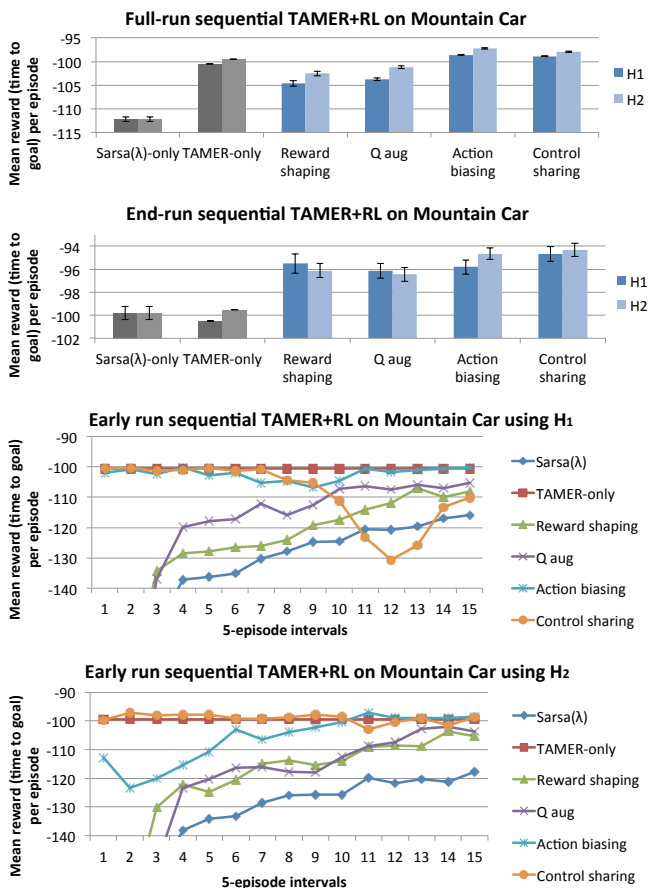 Full-run sequential TAMER+RL on Mountain Car
Mean reward (time to
goal) per episode
-95
-100
-105
-110
-115
Sarsa(λ)-only
TAMER-only
Reward
shaping
Q aug
Action
biasing
Control
sharing
H1
H2
End-run sequential TAMER+RL on Mountain Car
Mean reward (time to
goal) per episode
-94
-96
-98
-100
-102
Sarsa(λ)-only
TAMER-only
Reward
shaping
Q aug
Action
biasing
Control
sharing
H1
H2
Early run sequential TAMER+RL on Mountain Car using H1
Mean reward (time to goal)
per episode
-90
-100
-110
-120
-130
-140
1 2 3 4 5 6 7 8 9 10 11 12 13 14 15
5-episode intervals
Sarsa(λ)
TAMER-only
Reward shaping
Q aug
Action biasing
Control sharing
Early run sequential TAMER+RL on Mountain Car using H2
Mean reward (time to goal)
per episode
-90
-100
-110
-120
-130
-140
1 2 3 4 5 6 7 8 9 10 11 12 13 14 15
5-episode intervals
Sarsa(λ)
TAMER-only
Reward shaping
Q aug
Action biasing
Control sharing